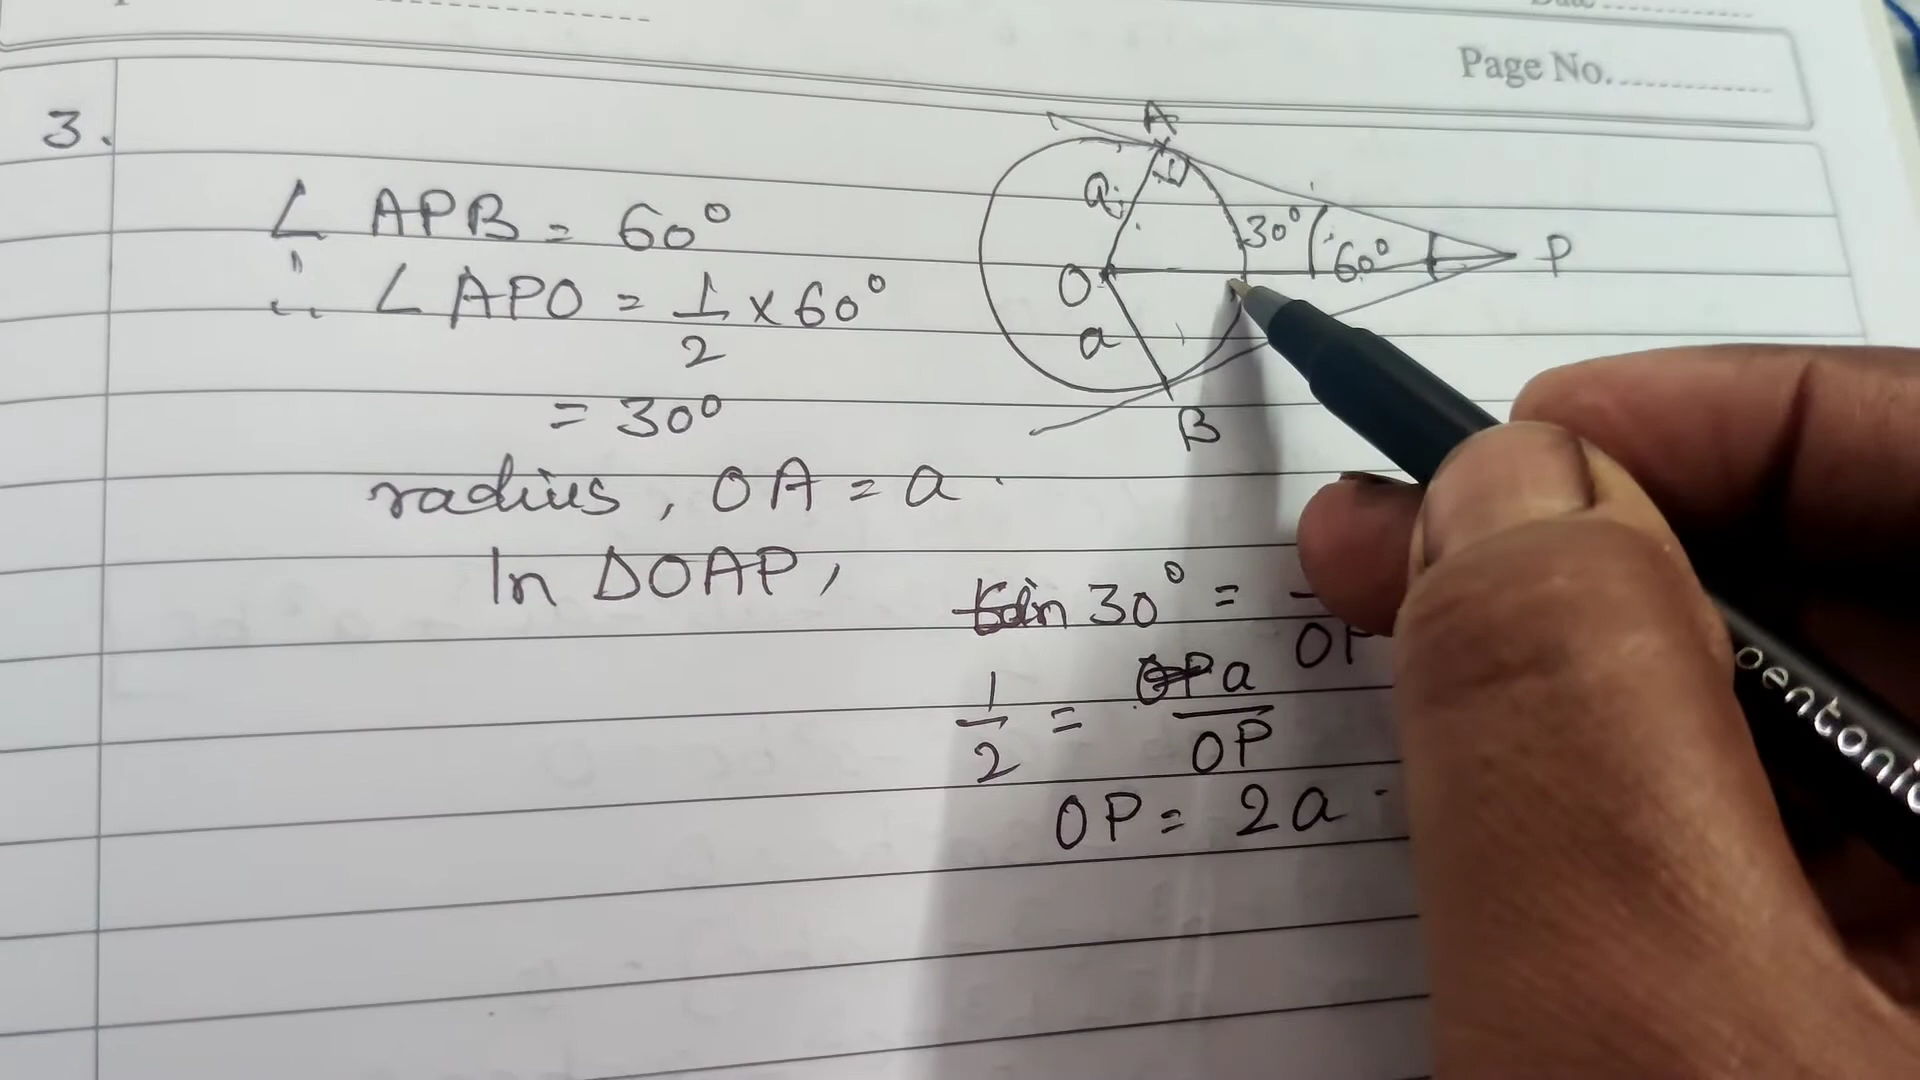 Page No.
3.
∠ APB = 60°
∴ ∠ APO = 1/2 × 60°
= 30°
radius, OA = a.
In ΔOAP,
sin 30° = OP
1/2 = a/OP
OP = 2a.
A
a
30°
60°
P
O
a
B
entonic